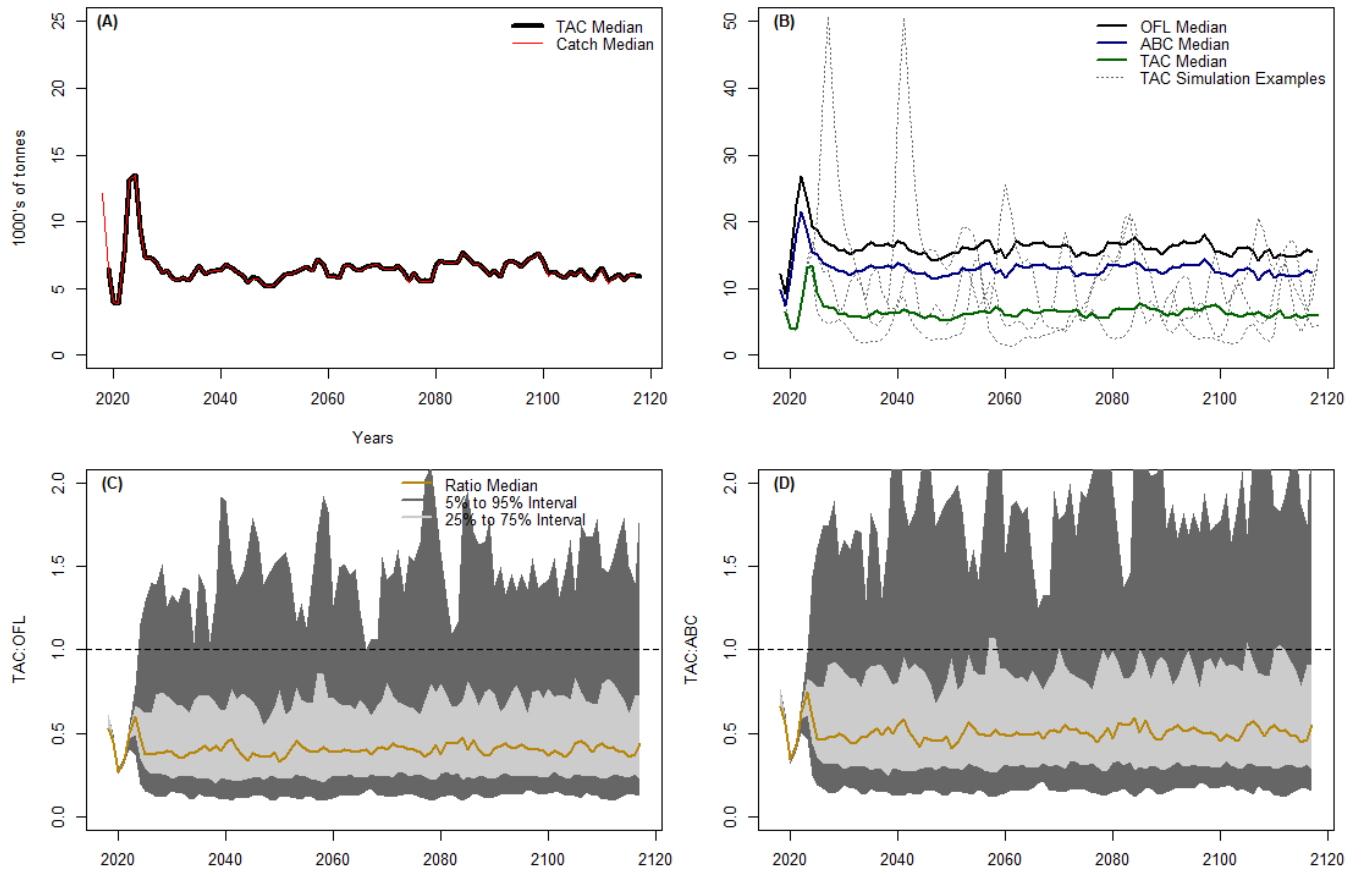 (A)
TAC Median
Catch Median
25
20
15
10
5
0
1000's of tonnes
2020 2040 2060 2080 2100 2120
Years
(B)
OFL Median
ABC Median
TAC Median
TAC Simulation Examples
50
40
30
20
10
0
2020 2040 2060 2080 2100 2120
(C)
Ratio Median
5% to 95% Interval
25% to 75% Interval
2.0
1.5
1.0
0.5
0.0
TAC:OFL
2020 2040 2060 2080 2100 2120
(D)
2.0
1.5
1.0
0.5
0.0
TAC:ABC
2020 2040 2060 2080 2100 2120